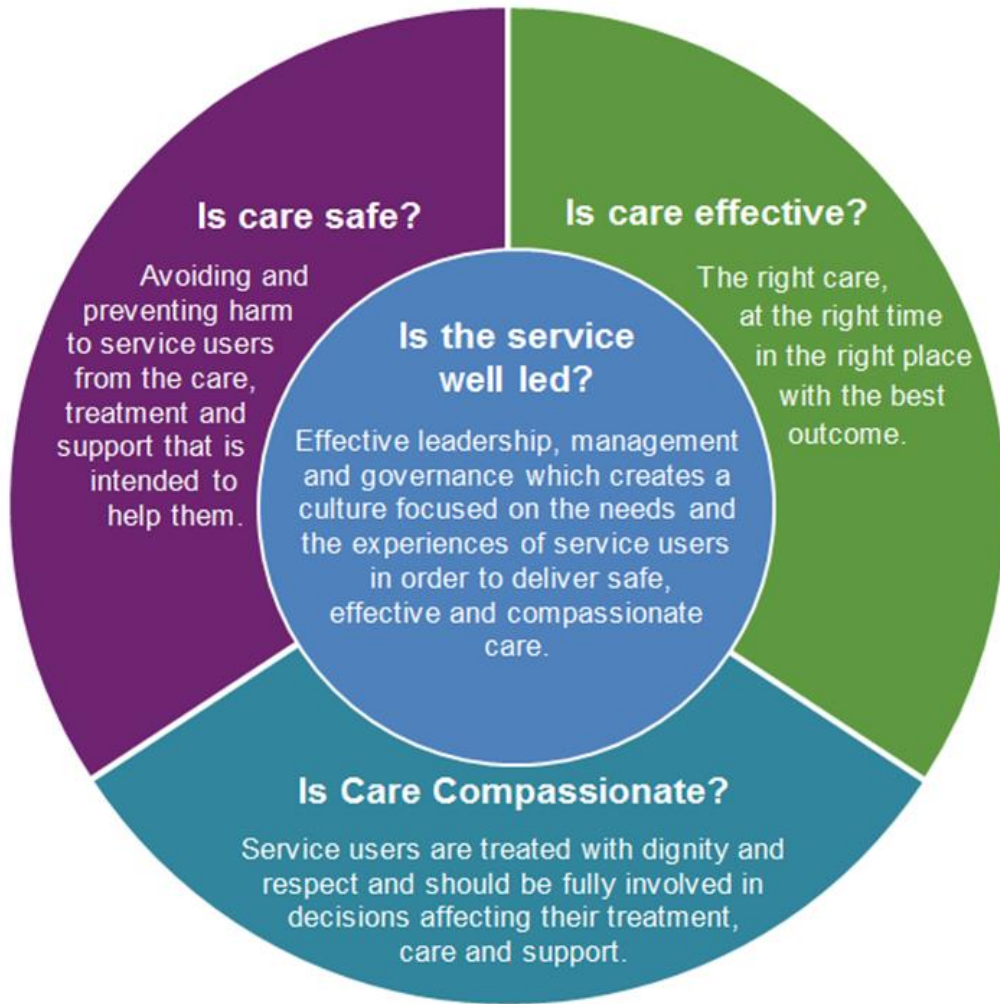 Is care safe?
Avoiding and
preventing harm
to service users
from the care,
treatment and
support that is
intended to
help them.
Is care effective?
The right care,
at the right time
in the right place
with the best
outcome.
Is the service
well led?
Effective leadership, management
and governance which creates a
culture focused on the needs and
the experiences of service users
in order to deliver safe,
effective and compassionate
care.
Is Care Compassionate?
Service users are treated with dignity and
respect and should be fully involved in
decisions affecting their treatment,
care and support.